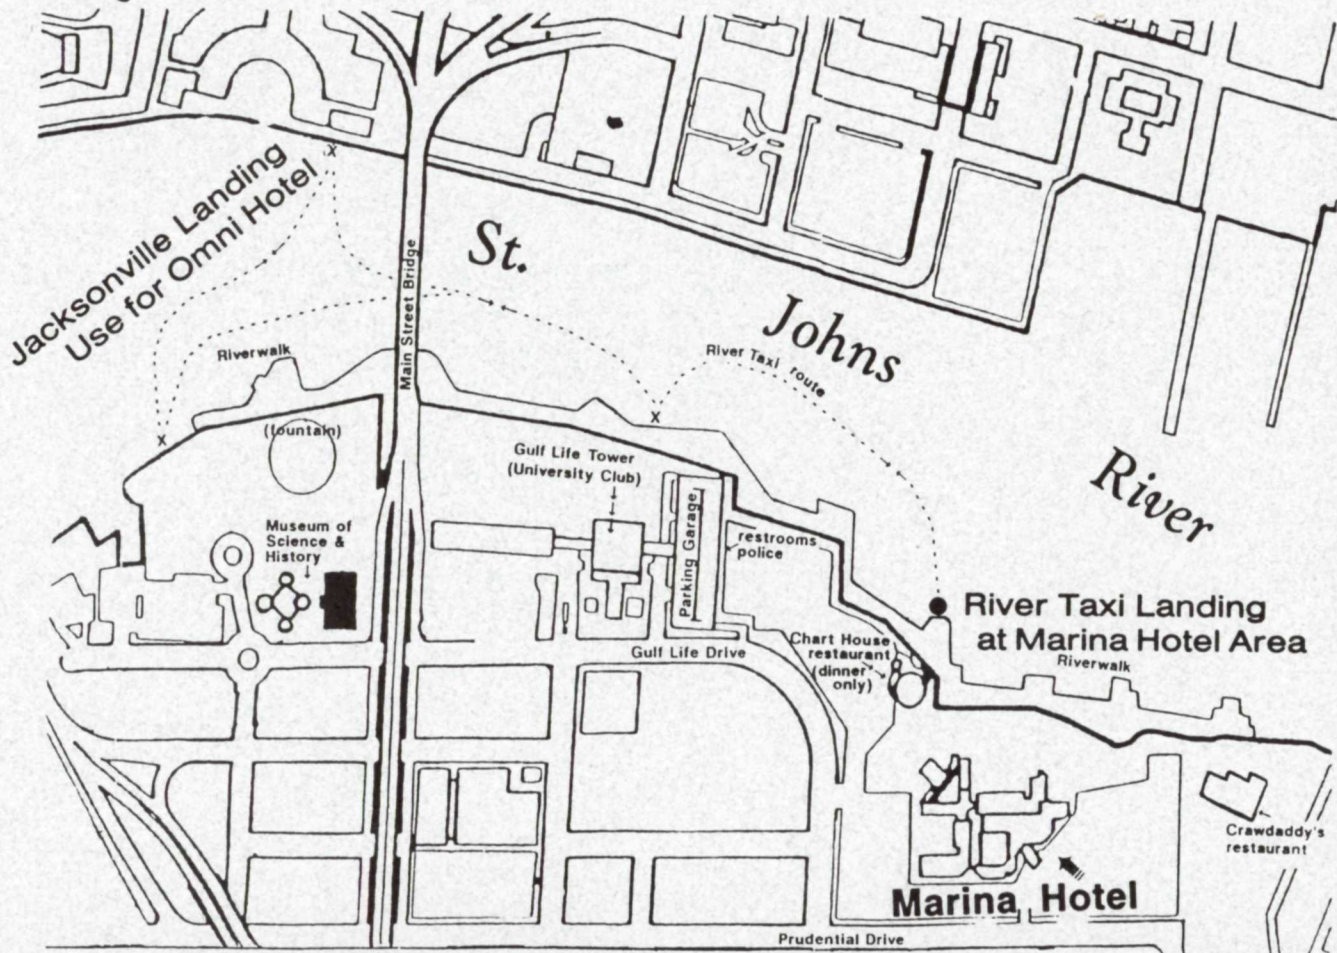 Jacksonville Landing
Use for Omni Hotel
x
St.
Johns
River
Main Street Bridge
Riverwalk
River Taxi route
x
x
(fountain)
Gulf Life Tower
(University Club)
Museum of
Science &
History
Parking Garage
restrooms
police
River Taxi Landing
at Marina Hotel Area
Riverwalk
Chart House
restaurant
(dinner
only)
Gulf Life Drive
Crawdaddy's
restaurant
Marina Hotel
Prudential Drive